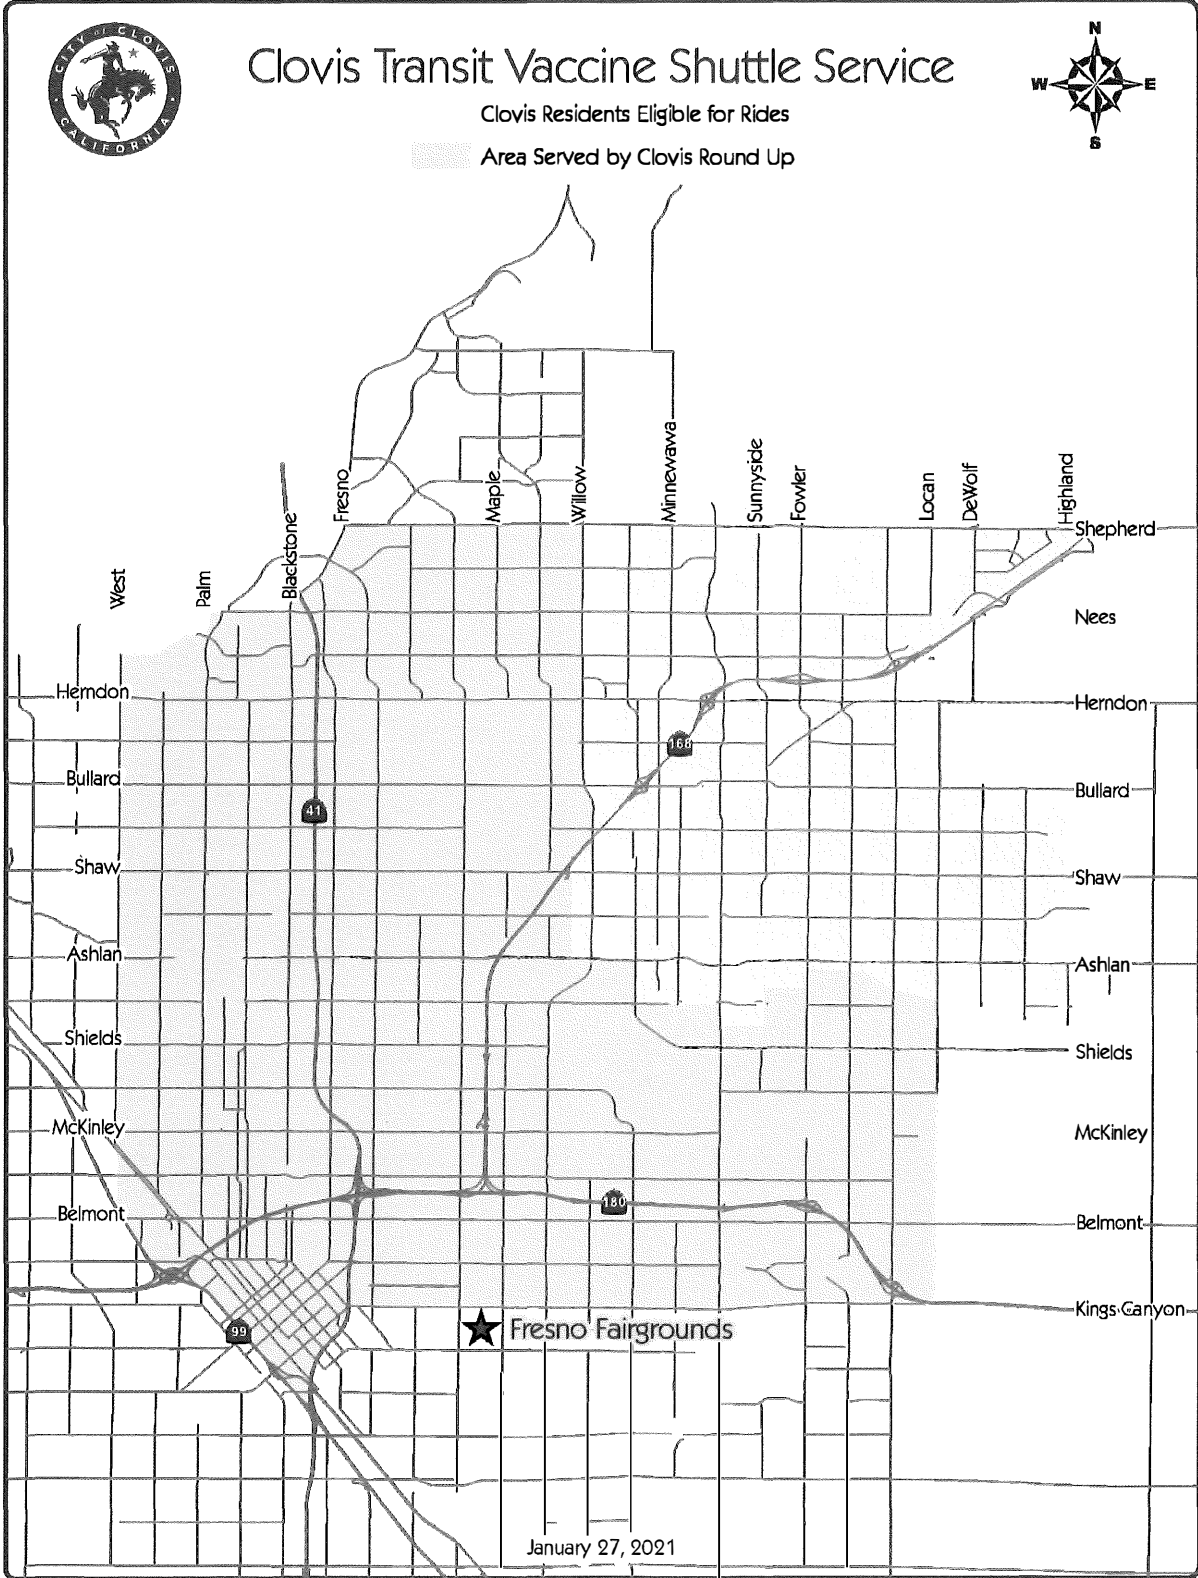 CITY of CLOVIS
CALIFORNIA
Clovis Transit Vaccine Shuttle Service
Clovis Residents Eligible for Rides
Area Served by Clovis Round Up
N
W
E
S
West
Palm
Blackstone
Fresno
Maple
Willow
Minnewawa
Sunnyside
Fowler
Locan
DeWolf
Highland
Shepherd
Nees
Herndon
Herndon
168
Bullard
Bullard
41
Shaw
Shaw
Ashlan
Ashlan
Shields
Shields
McKinley
McKinley
180
Belmont
Belmont
Kings Canyon
99
Fresno Fairgrounds
January 27, 2021